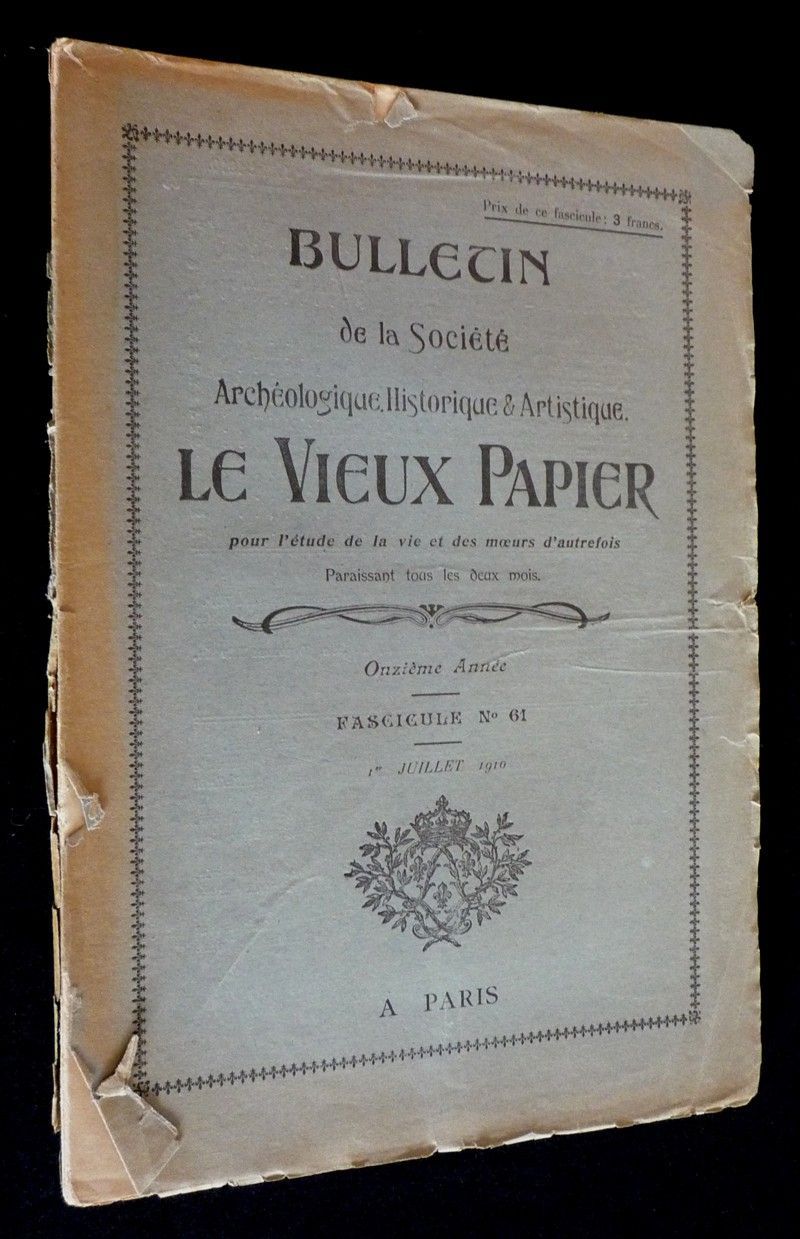 Prix de ce fascicule : 3 francs.
BULLETIN
de la Société
Archéologique, Historique & Artistique.
LE VIEUX PAPIER
pour l'étude de la vie et des mœurs d'autrefois
Paraissant tous les deux mois.
Onzième Année
FASCICULE Nº 61
1er JUILLET 1910
A PARIS